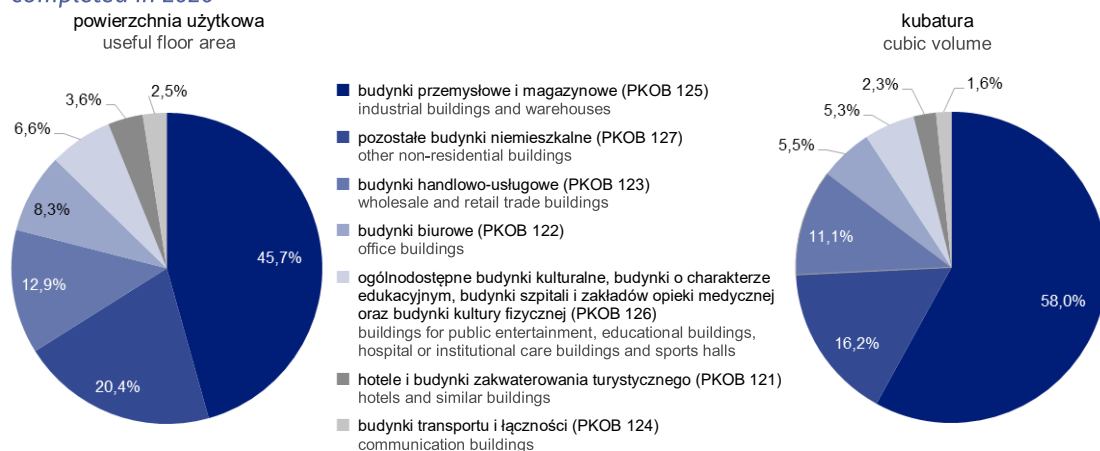 completed in 2020
powierzchnia użytkowa
useful floor area
2,5%
3,6%
6,6%
8,3%
12,9%
20,4%
45,7%
budynki przemysłowe i magazynowe (PKOB 125)
industrial buildings and warehouses
pozostałe budynki niemieszkalne (PKOB 127)
other non-residential buildings
budynki handlowo-usługowe (PKOB 123)
wholesale and retail trade buildings
budynki biurowe (PKOB 122)
office buildings
ogólnodostępne budynki kulturalne, budynki o charakterze
edukacyjnym, budynki szpitali i zakładów opieki medycznej
oraz budynki kultury fizycznej (PKOB 126)
buildings for public entertainment, educational buildings,
hospital or institutional care buildings and sports halls
hotele i budynki zakwaterowania turystycznego (PKOB 121)
hotels and similar buildings
budynki transportu i łączności (PKOB 124)
communication buildings
kubatura
cubic volume
1,6%
2,3%
5,3%
5,5%
11,1%
16,2%
58,0%